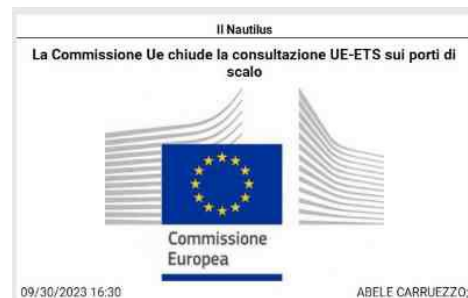 Il Nautilus
La Commissione Ue chiude la consultazione UE-ETS sui porti di
scalo
Commissione
Europea
09/30/2023 16:30
ABELE CARRUEZZO;